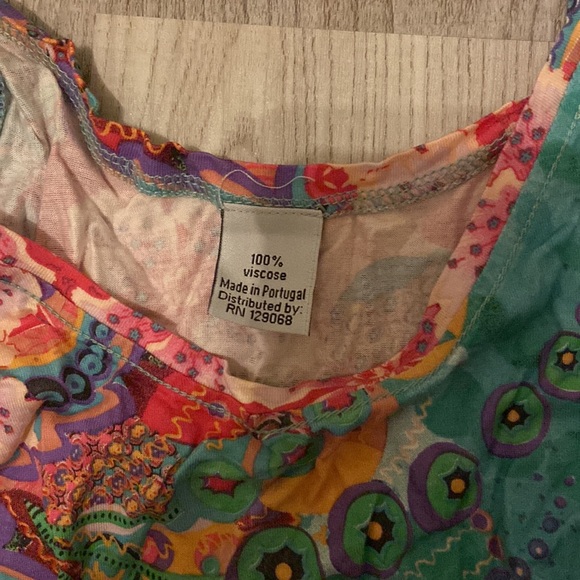 100%
viscose
Made in Portugal
Distributed by:
RN 129068